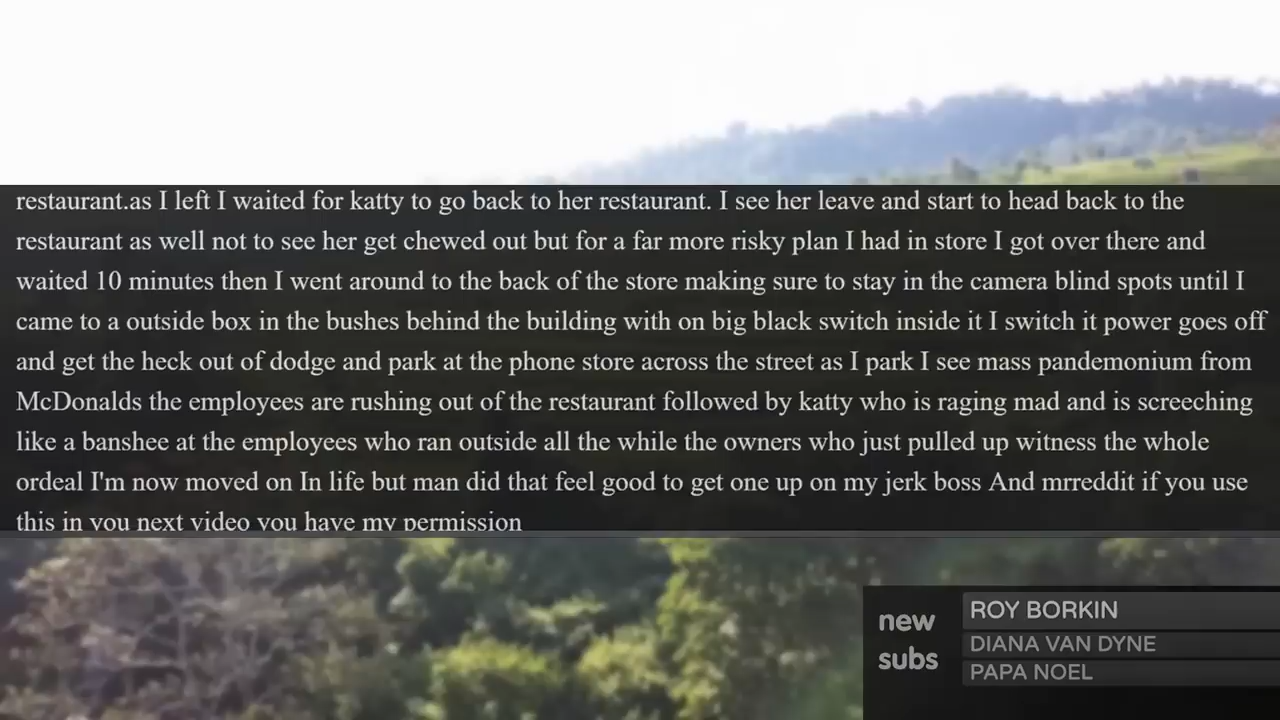 restaurant.as I left I waited for katty to go back to her restaurant. I see her leave and start to head back to the
restaurant as well not to see her get chewed out but for a far more risky plan I had in store I got over there and
waited 10 minutes then I went around to the back of the store making sure to stay in the camera blind spots until I
came to a outside box in the bushes behind the building with on big black switch inside it I switch it power goes off
and get the heck out of dodge and park at the phone store across the street as I park I see mass pandemonium from
McDonalds the employees are rushing out of the restaurant followed by katty who is raging mad and is screeching
like a banshee at the employees who ran outside all the while the owners who just pulled up witness the whole
ordeal I'm now moved on In life but man did that feel good to get one up on my jerk boss And mrreddit if you use
this in you next video you have my permission
new
subs
ROY BORKIN
DIANA VAN DYNE
PAPA NOEL